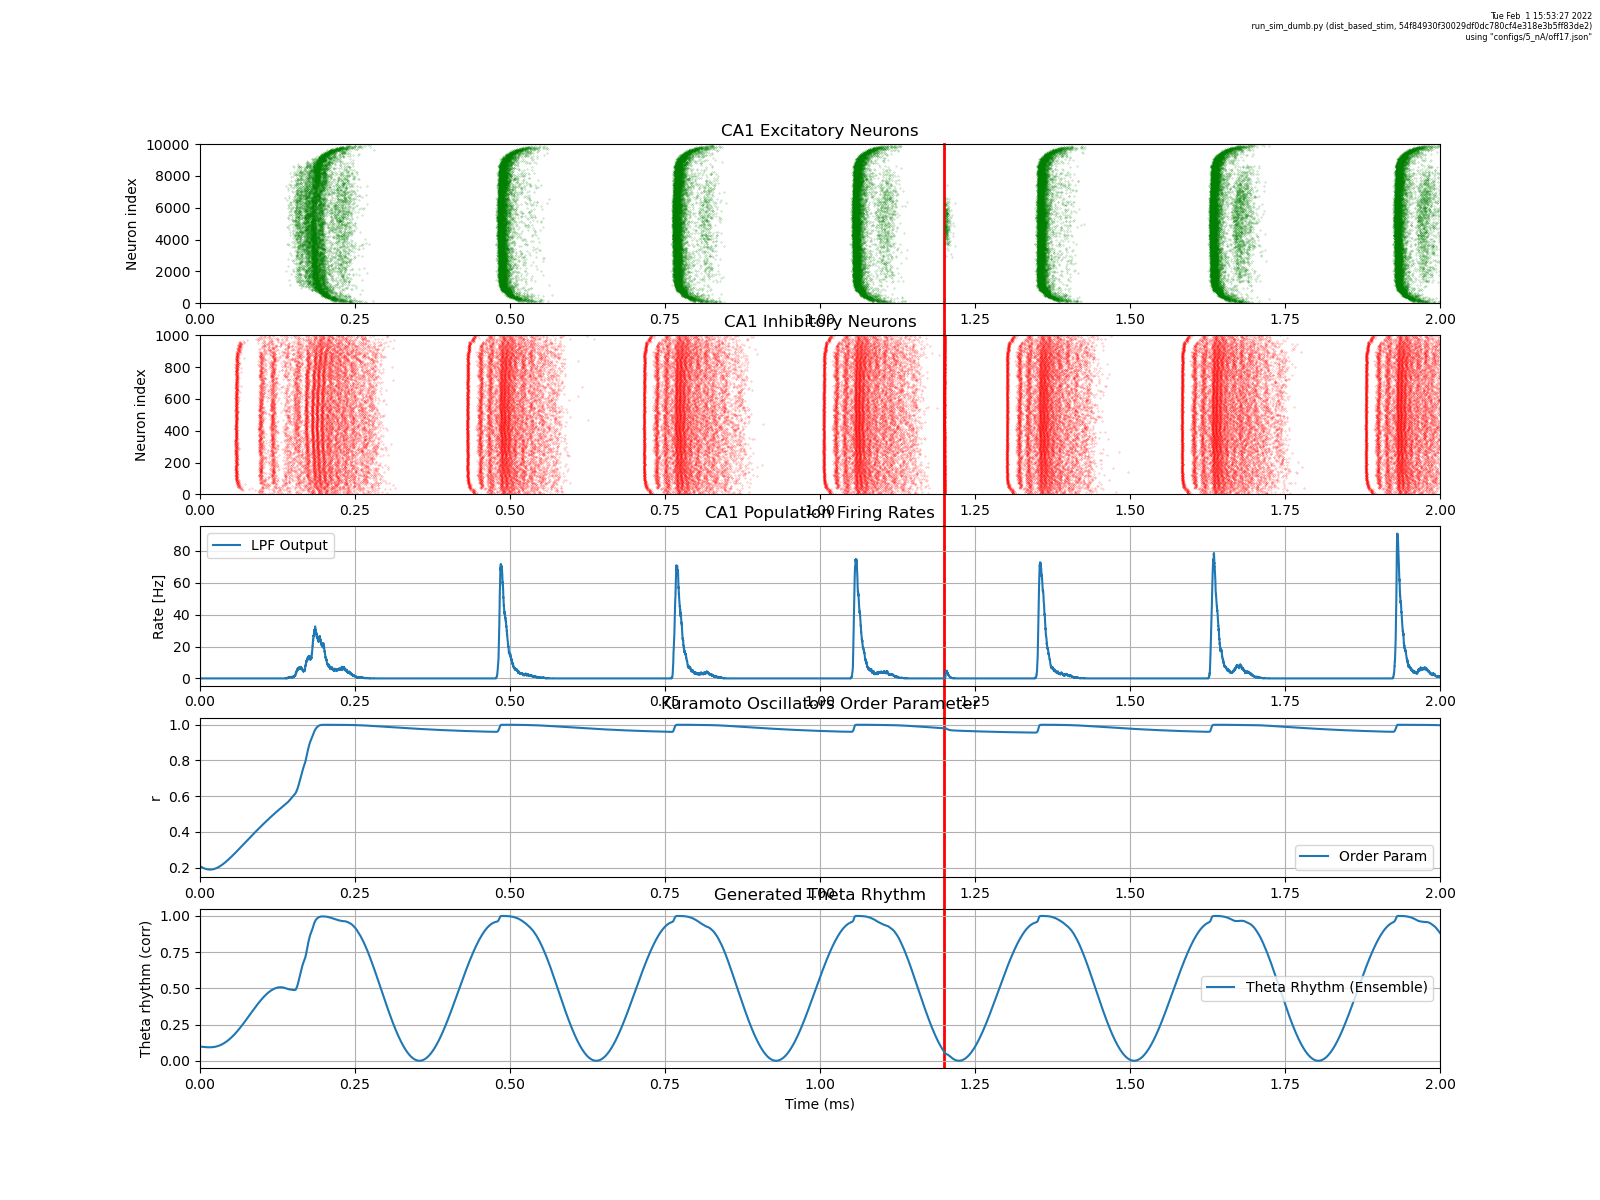 Tue Feb  1 15:53:27 2022
run_sim_dumb.py (dist_based_stim, 54f84930f30029df0dc780cf4e318e3b5ff83de2)
using "configs/5_nA/off17.json"
CA1 Excitatory Neurons
10000
8000
6000
4000
2000
0
Neuron index
0.00 0.25 0.50 0.75 1.00 1.25 1.50 1.75 2.00
CA1 Inhibitory Neurons
1000
800
600
400
200
0
Neuron index
0.00 0.25 0.50 0.75 1.00 1.25 1.50 1.75 2.00
CA1 Population Firing Rates
LPF Output
80
60
40
20
0
Rate [Hz]
0.00 0.25 0.50 0.75 1.00 1.25 1.50 1.75 2.00
Kuramoto Oscillators Order Parameter
1.0
0.8
0.6
0.4
0.2
r
Order Param
0.00 0.25 0.50 0.75 1.00 1.25 1.50 1.75 2.00
Generated Theta Rhythm
1.00
0.75
0.50
0.25
0.00
Theta rhythm (corr)
Theta Rhythm (Ensemble)
0.00 0.25 0.50 0.75 1.00 1.25 1.50 1.75 2.00
Time (ms)